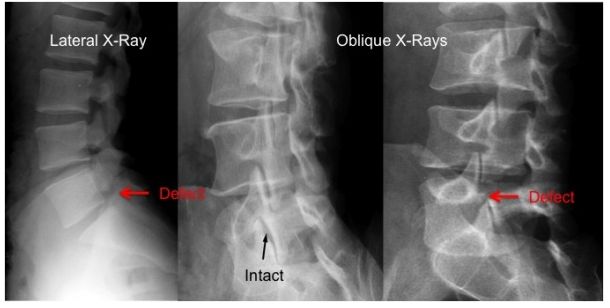 Lateral X-Ray
Oblique X-Rays
Defect
Intact
Defect